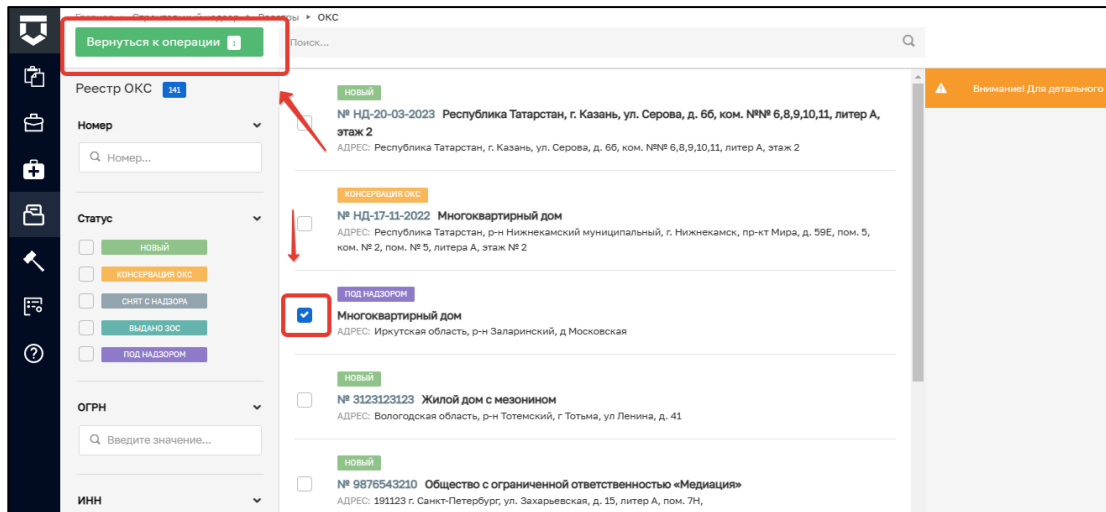 Главная ▸ Строительный надзор ▸ Реестры ▸ ОКС
Вернуться к операции 1
Поиск...
Реестр ОКС 141
Номер
Номер...
Статус
НОВЫЙ
КОНСЕРВАЦИЯ ОКС
СНЯТ С НАДЗОРА
ВЫДАНО ЗОС
ПОД НАДЗОРОМ
ОГРН
Введите значение...
ИНН
НОВЫЙ
№ НД-20-03-2023 Республика Татарстан, г. Казань, ул. Серова, д. 6б, ком. №№ 6,8,9,10,11, литер А,
этаж 2
АДРЕС: Республика Татарстан, г. Казань, ул. Серова, д. 6б, ком. №№ 6,8,9,10,11, литер А, этаж 2
КОНСЕРВАЦИЯ ОКС
№ НД-17-11-2022 Многоквартирный дом
АДРЕС: Республика Татарстан, р-н Нижнекамский муниципальный, г. Нижнекамск, пр-кт Мира, д. 59Е, пом. 5,
ком. № 2, пом. № 5, литера А, этаж № 2
ПОД НАДЗОРОМ
Многоквартирный дом
АДРЕС: Иркутская область, р-н Заларинский, д Московская
НОВЫЙ
№ 3123123123 Жилой дом с мезонином
АДРЕС: Вологодская область, р-н Тотемский, г Тотьма, ул Ленина, д. 41
НОВЫЙ
№ 9876543210 Общество с ограниченной ответственностью «Медиация»
АДРЕС: 191123 г. Санкт-Петербург, ул. Захарьевская, д. 15, литер А, пом. 7Н,
Внимание! Для детального